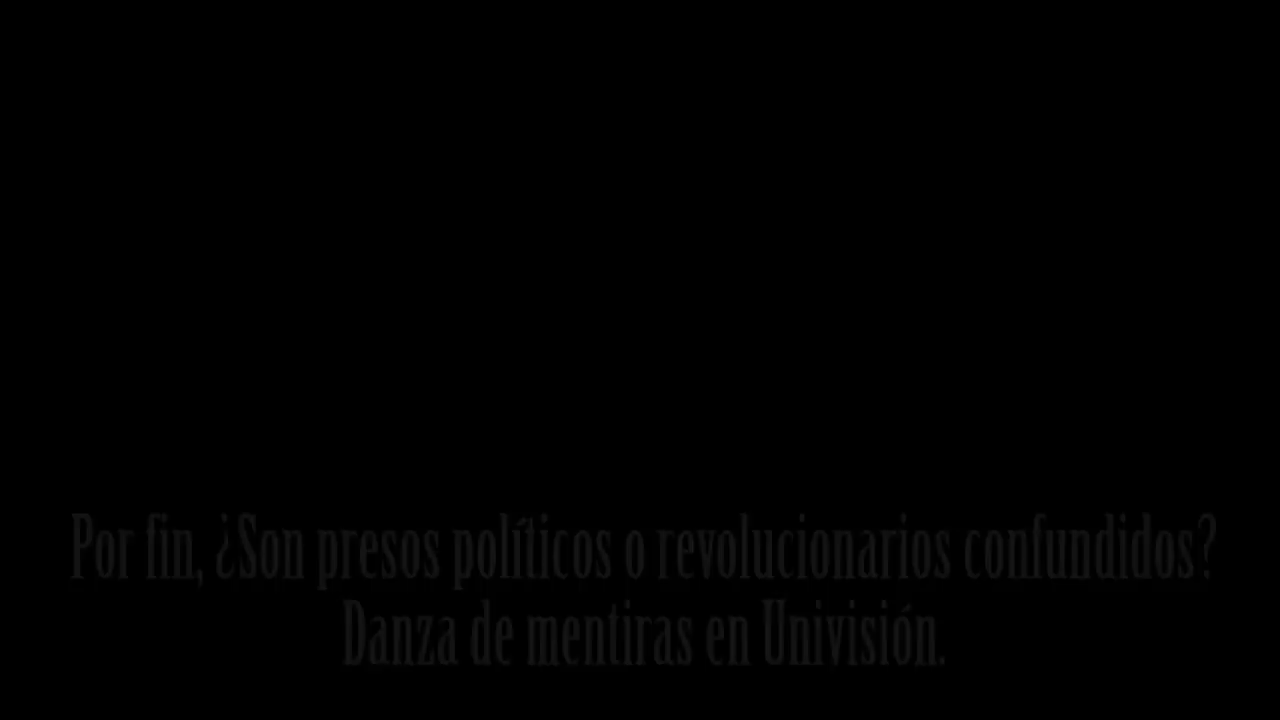 Por fin, ¿Son presos políticos o revolucionarios confundidos?
Danza de mentiras en Univisión.